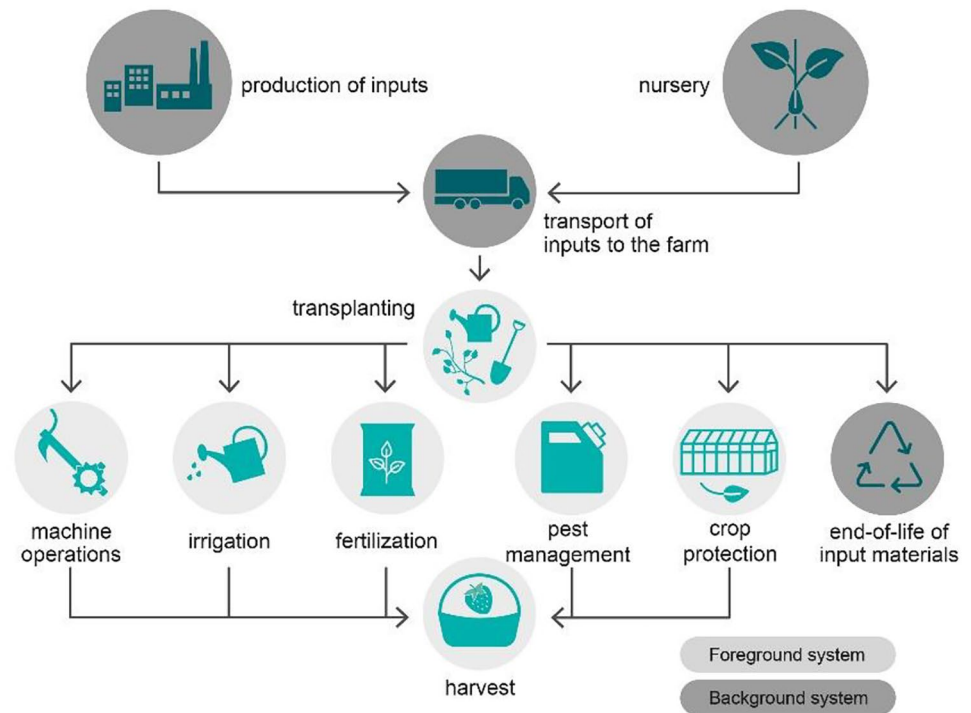 production of inputs
nursery
transport of
inputs to the farm
transplanting
machine
operations
irrigation
fertilization
pest
management
crop
protection
end-of-life of
input materials
harvest
Foreground system
Background system